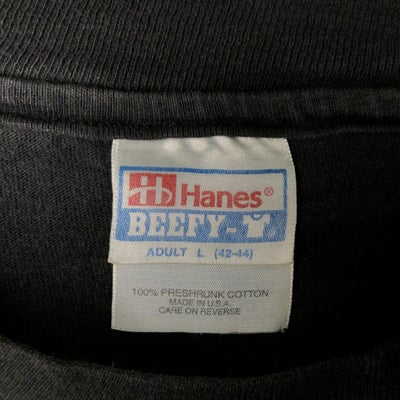 Hanes®
BEEFY-
ADULT L (42-44)
100% PRESHRUNK COTTON
MADE IN U.S.A.
CARE ON REVERSE